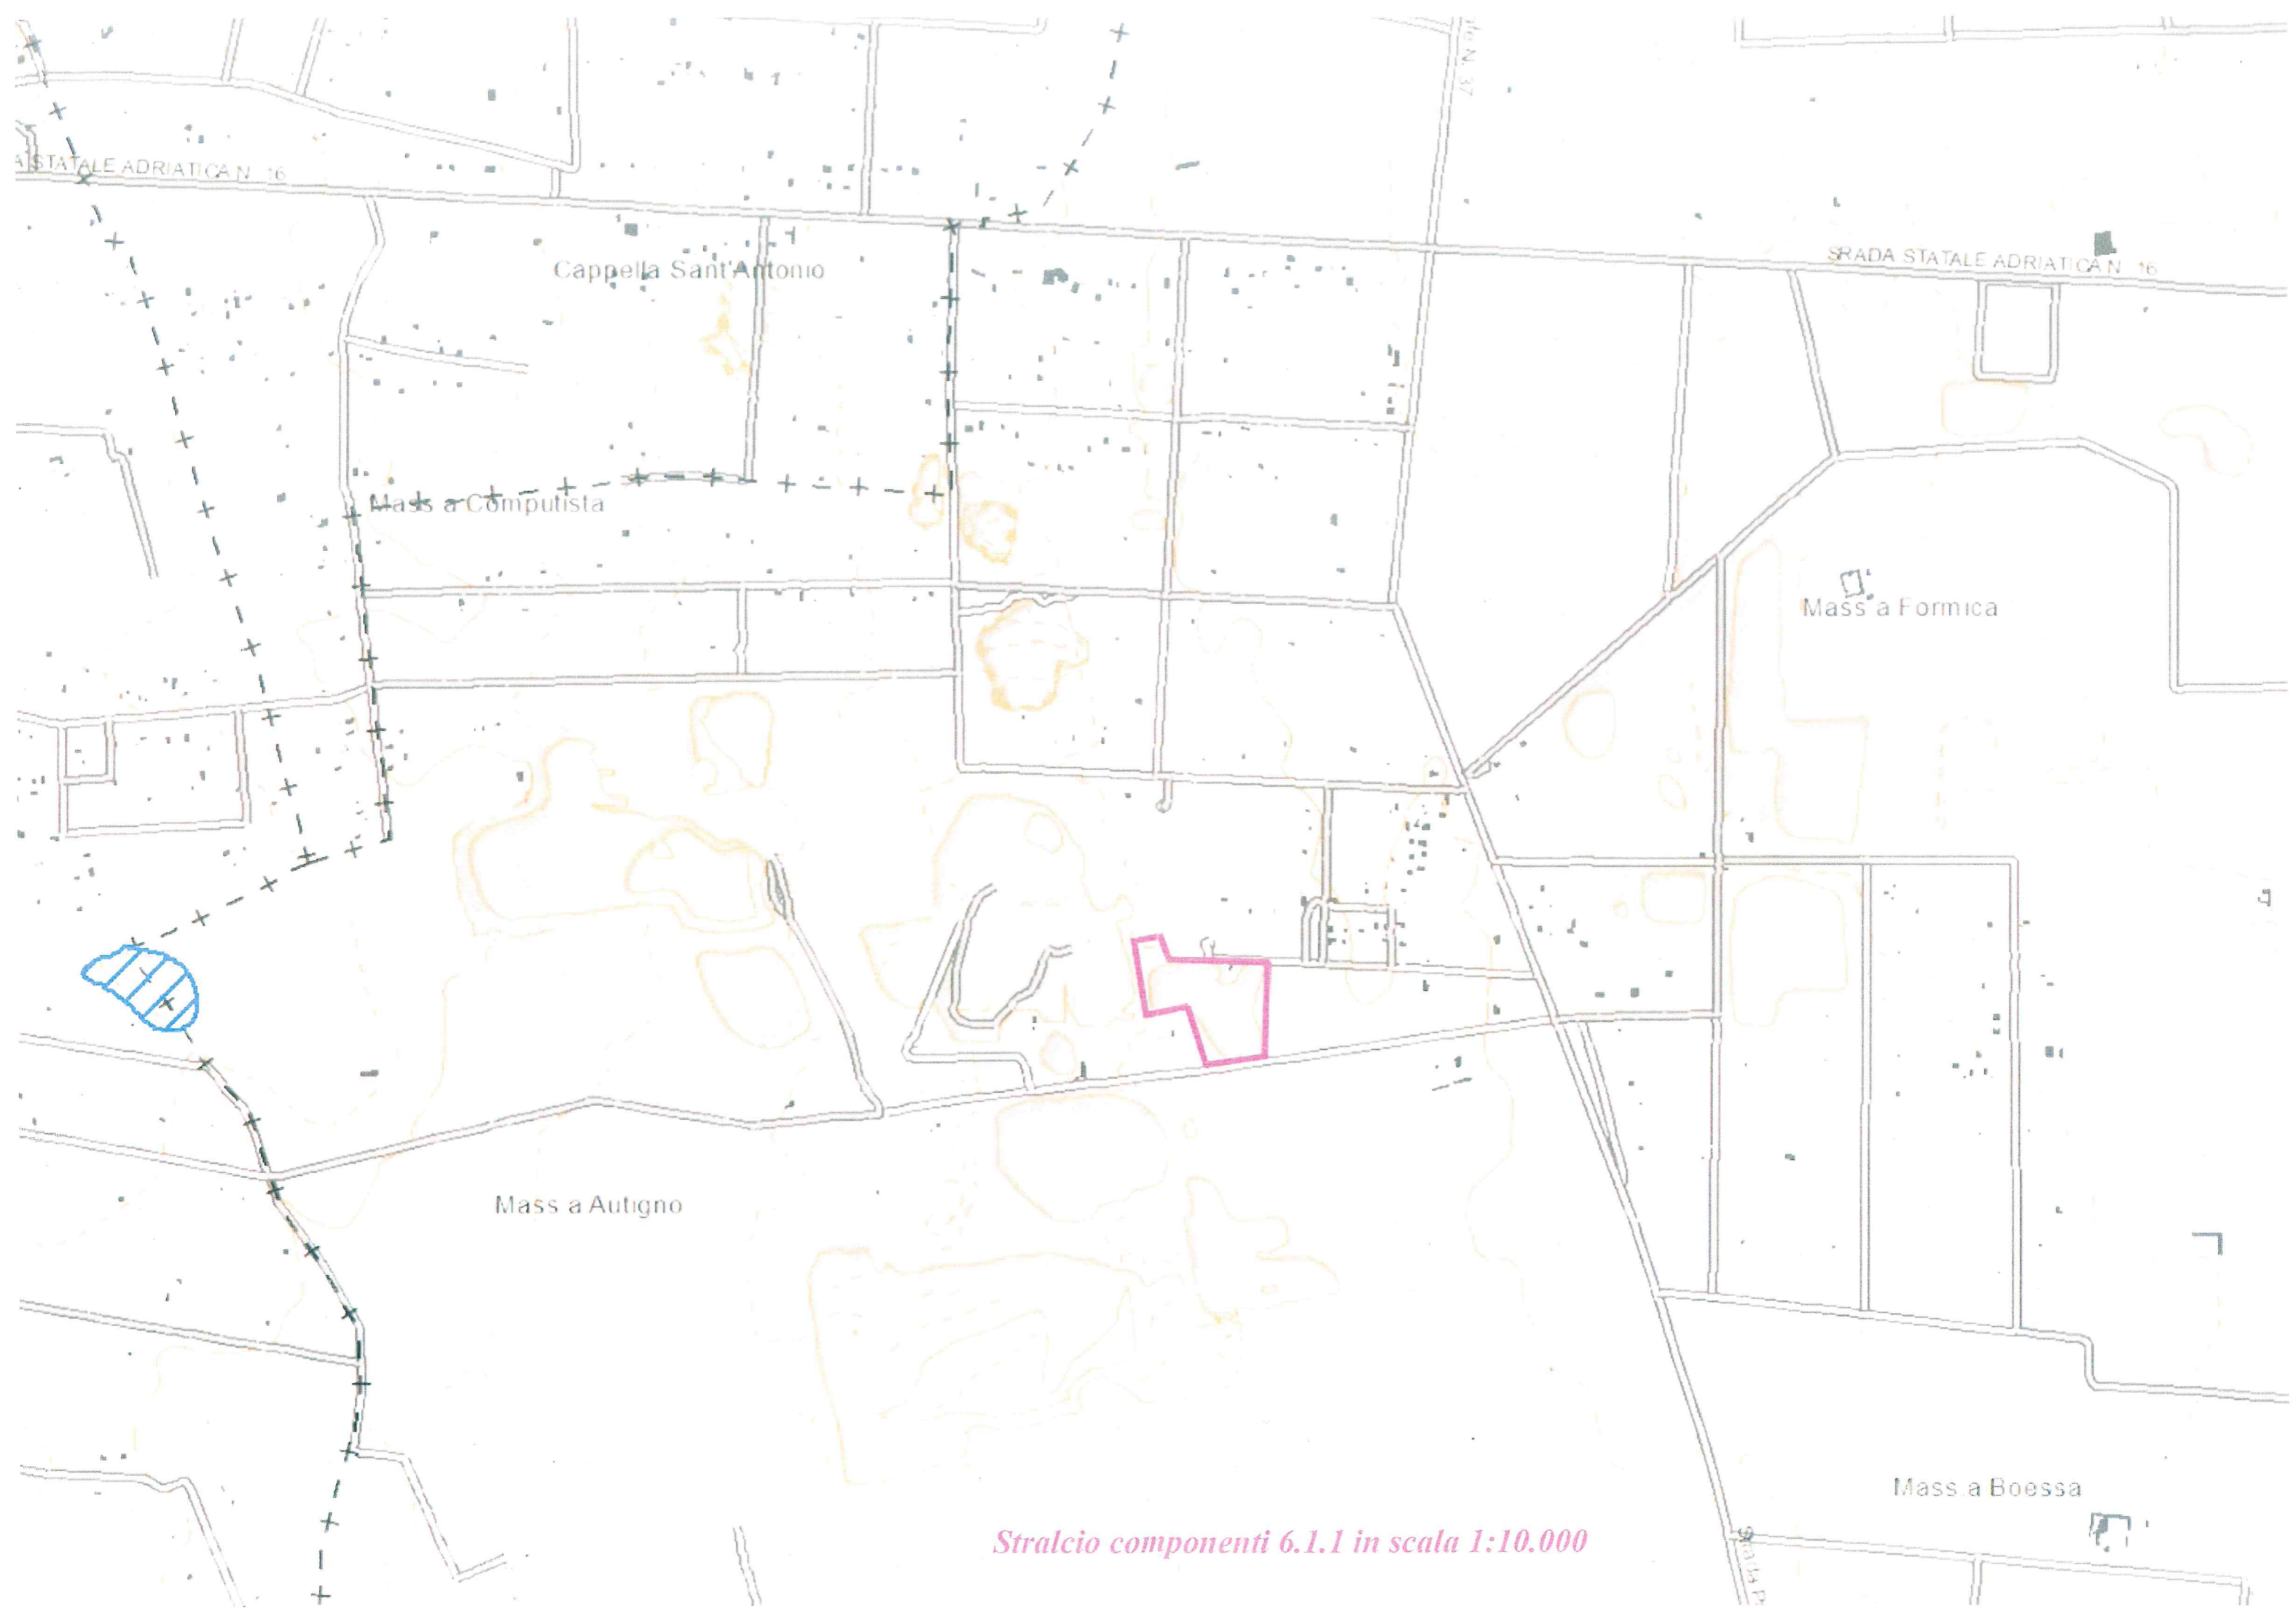 A STATALE ADRIATICA N 16
Cappella Sant'Antonio
SRADA STATALE ADRIATICA N 16
Mass a Computista
Mass a Formica
Mass a Autigno
Mass a Boessa
Stralcio componenti 6.1.1 in scala 1:10.000